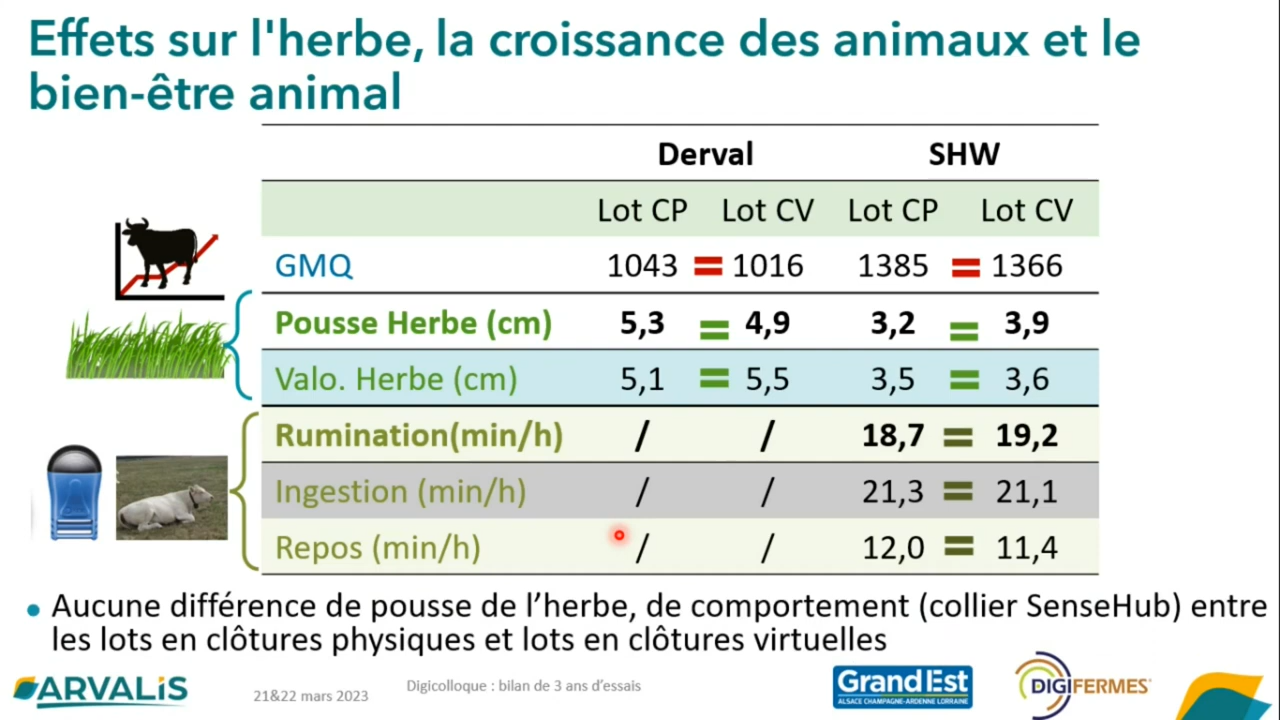 Effets sur l'herbe, la croissance des animaux et le
bien-être animal
Derval SHW
Lot CP Lot CV Lot CP Lot CV
GMQ 1043 = 1016 1385 = 1366
Pousse Herbe (cm) 5,3 = 4,9 3,2 = 3,9
Valo. Herbe (cm) 5,1 = 5,5 3,5 = 3,6
Rumination(min/h) / / 18,7 = 19,2
Ingestion (min/h) / / 21,3 = 21,1
Repos (min/h) / / 12,0 = 11,4
• Aucune différence de pousse de l’herbe, de comportement (collier SenseHub) entre
les lots en clôtures physiques et lots en clôtures virtuelles
ARVALIS
21&22 mars 2023
Digicolloque : bilan de 3 ans d’essais
Grand Est
ALSACE CHAMPAGNE-ARDENNE LORRAINE
DIGIFERMES®